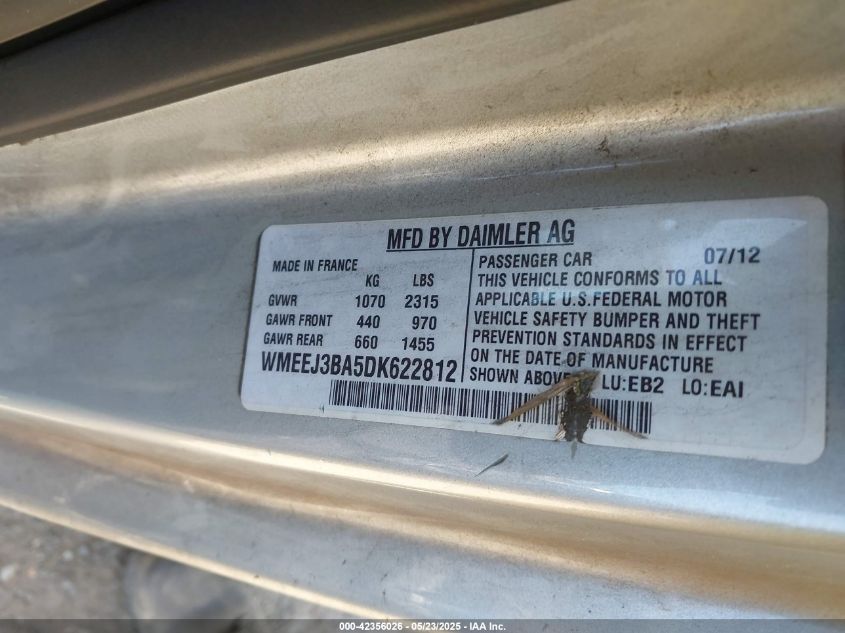 MFD BY DAIMLER AG
MADE IN FRANCE
KG LBS
GVWR 1070 2315
GAWR FRONT 440 970
GAWR REAR 660 1455
WMEEJ3BA5DK622812
PASSENGER CAR 07/12
THIS VEHICLE CONFORMS TO ALL
APPLICABLE U.S.FEDERAL MOTOR
VEHICLE SAFETY BUMPER AND THEFT
PREVENTION STANDARDS IN EFFECT
ON THE DATE OF MANUFACTURE
SHOWN LU:EB2 LO:EAI
000-42356026 - 05/23/2025 - IAA Inc.